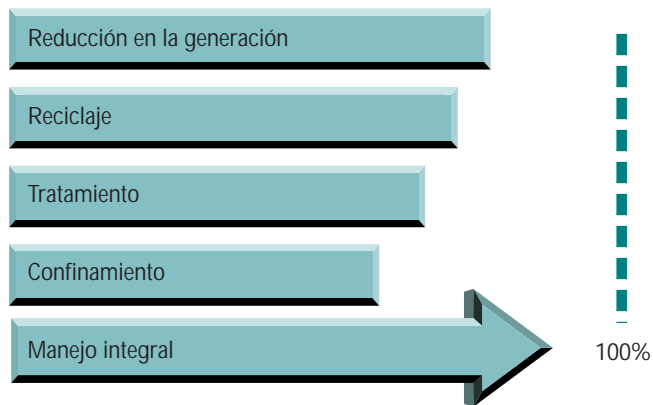 Reducción en la generación
Reciclaje
Tratamiento
Confinamiento
Manejo integral
100%